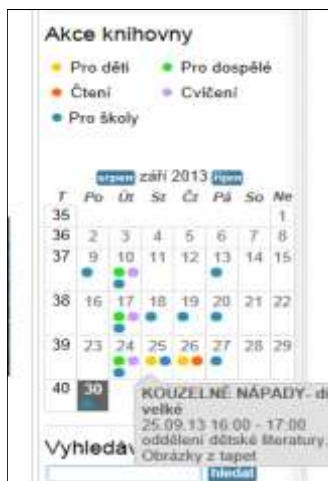 Akce knihovny
Pro děti Pro dospělé
Čtení Cvičení
Pro školy
srpen září 2013 říjen
T Po Út St Čt Pá So Ne
35 1
36 2 3 4 5 6 7 8
37 9 10 11 12 13 14 15
38 16 17 18 19 20 21 22
39 23 24 25 26 27 28 29
40 30
KOUZELNÉ NÁPADY- dí
velké
25.09.13 16:00 - 17:00
oddělení dětské literatury.
Obrázky z tapet
Vyhledáv
hledat